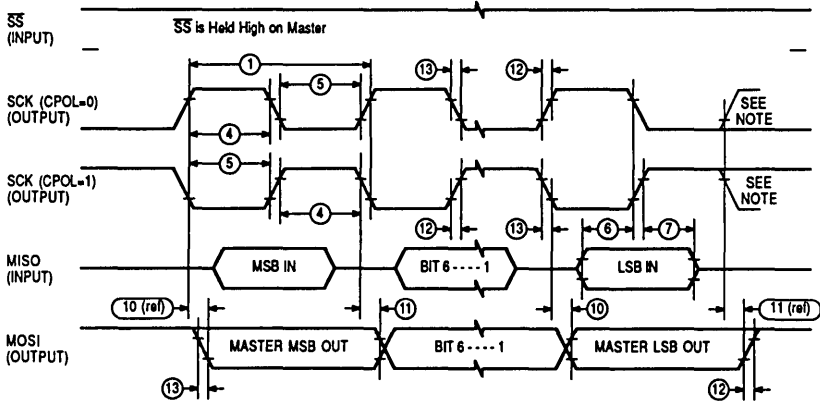 SS
(INPUT)
SS is Held High on Master
1
5
13
12
SCK (CPOL=0)
(OUTPUT)
SEE
NOTE
4
5
SCK (CPOL=1)
(OUTPUT)
SEE
NOTE
4
12
13
6
7
MISO
(INPUT)
MSB IN
BIT 6 - - - - 1
LSB IN
10 (ref)
11
10
11 (ref)
MOSI
(OUTPUT)
MASTER MSB OUT
BIT 6 - - - - 1
MASTER LSB OUT
13
12